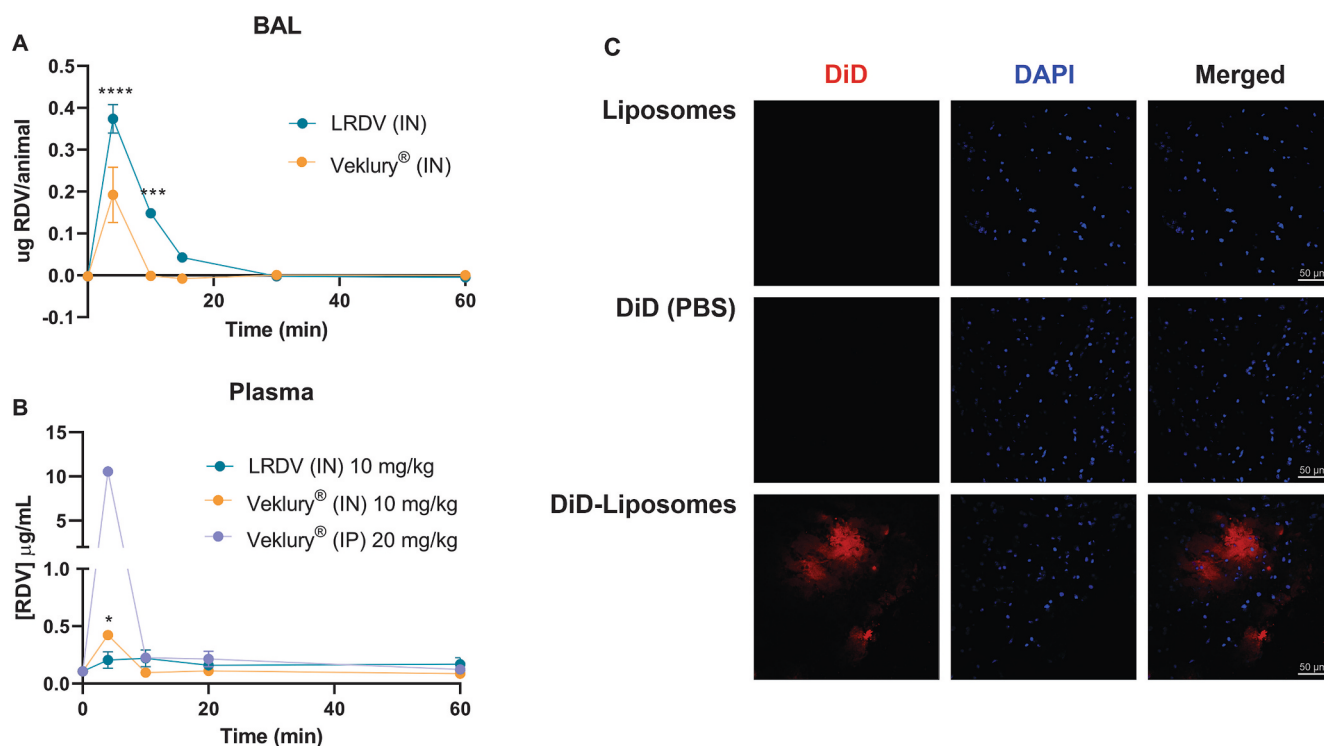 A
BAL
ug RDV/animal
0.5
0.4
0.3
0.2
0.1
0.0
-0.1
****
***
LRDV (IN)
Veklury® (IN)
20
40
60
Time (min)
B
Plasma
[RDV] μg/mL
15
10
5
1.0
0.5
0.0
*
LRDV (IN) 10 mg/kg
Veklury® (IN) 10 mg/kg
Veklury® (IP) 20 mg/kg
0
20
40
60
Time (min)
C
DiD
DAPI
Merged
Liposomes
50 μm
DiD (PBS)
50 μm
DiD-Liposomes
50 μm